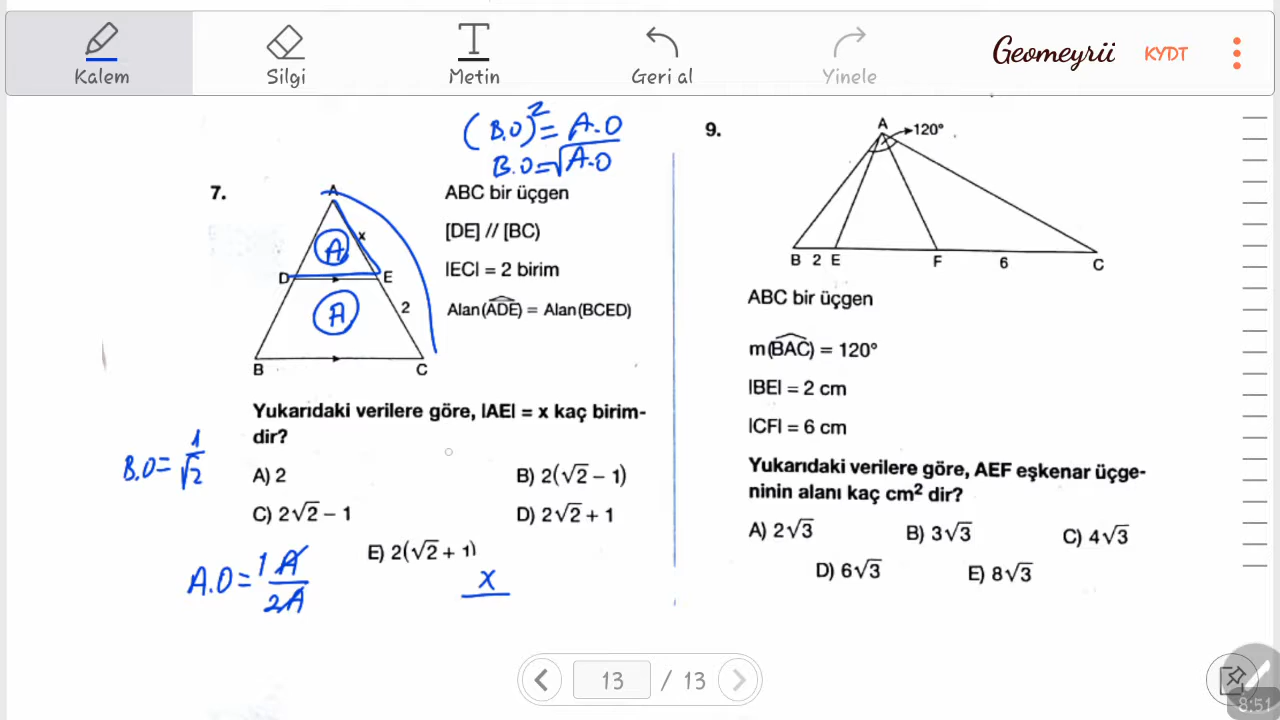 Kalem
Silgi
Metin
Geri al
Yinele
Geomeyrii
KYDT
(B.O)² = A.O
B.O = √A.O
7.
A
x
D
E
2
B
C
A
A
ABC bir üçgen
[DE] // [BC]
|EC| = 2 birim
Alan(ADE) = Alan(BCED)
Yukarıdaki verilere göre, |AE| = x kaç birim-
dir?
A) 2
B) 2(√2 − 1)
C) 2√2 − 1
D) 2√2 + 1
E) 2(√2 + 1)
B.O = 1/√2
A.O = 1A/2A
x
9.
A
120°
B 2 E
F
6
C
ABC bir üçgen
m(BAC) = 120°
|BE| = 2 cm
|CF| = 6 cm
Yukarıdaki verilere göre, AEF eşkenar üçge-
ninin alanı kaç cm² dir?
A) 2√3
B) 3√3
C) 4√3
D) 6√3
E) 8√3
13 / 13
8:51